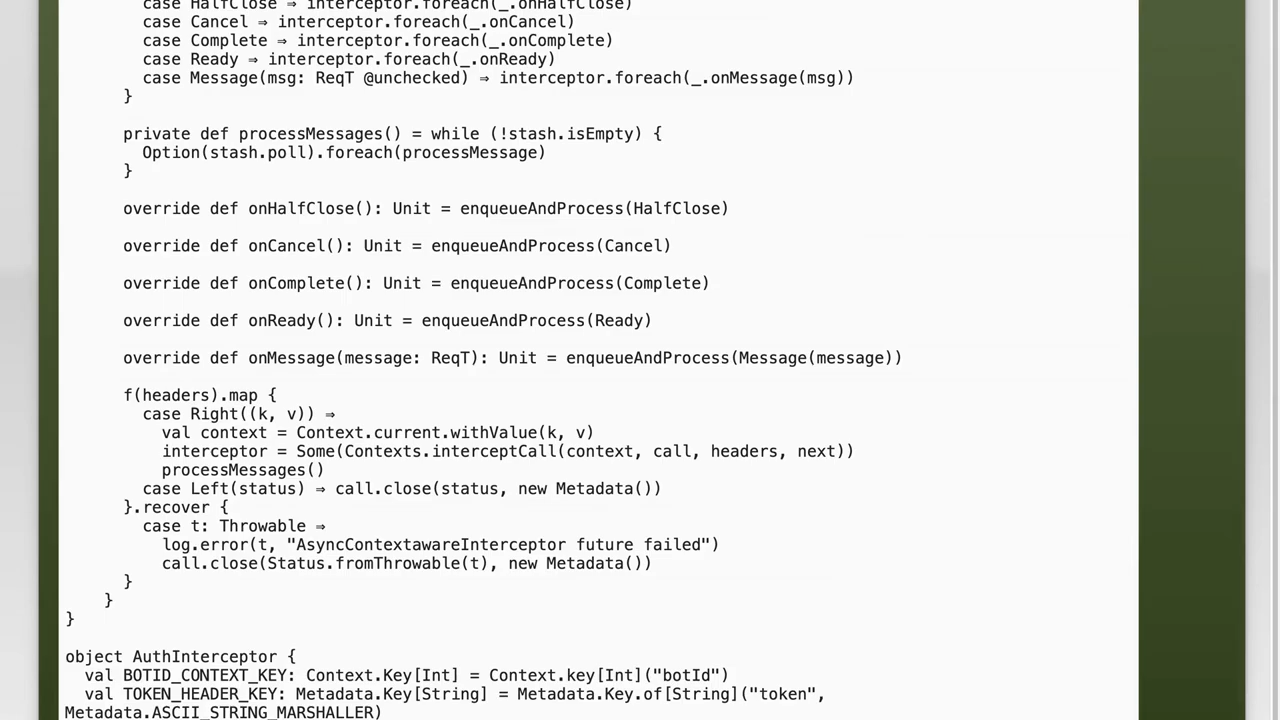 case HalfClose ⇒ interceptor.foreach(_.onHalfClose)
case Cancel ⇒ interceptor.foreach(_.onCancel)
case Complete ⇒ interceptor.foreach(_.onComplete)
case Ready ⇒ interceptor.foreach(_.onReady)
case Message(msg: ReqT @unchecked) ⇒ interceptor.foreach(_.onMessage(msg))
}
private def processMessages() = while (!stash.isEmpty) {
Option(stash.poll).foreach(processMessage)
}
override def onHalfClose(): Unit = enqueueAndProcess(HalfClose)
override def onCancel(): Unit = enqueueAndProcess(Cancel)
override def onComplete(): Unit = enqueueAndProcess(Complete)
override def onReady(): Unit = enqueueAndProcess(Ready)
override def onMessage(message: ReqT): Unit = enqueueAndProcess(Message(message))
f(headers).map {
case Right((k, v)) ⇒
val context = Context.current.withValue(k, v)
interceptor = Some(Contexts.interceptCall(context, call, headers, next))
processMessages()
case Left(status) ⇒ call.close(status, new Metadata())
}.recover {
case t: Throwable ⇒
log.error(t, "AsyncContextawareInterceptor future failed")
call.close(Status.fromThrowable(t), new Metadata())
}
}
}
object AuthInterceptor {
val BOTID_CONTEXT_KEY: Context.Key[Int] = Context.key[Int]("botId")
val TOKEN_HEADER_KEY: Metadata.Key[String] = Metadata.Key.of[String]("token",
Metadata.ASCII_STRING_MARSHALLER)